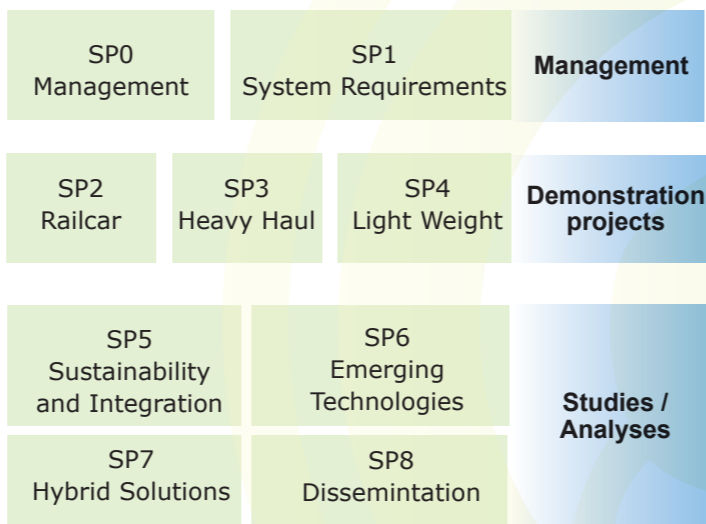 SP0
Management
SP1
System Requirements
Management
SP2
Railcar
SP3
Heavy Haul
SP4
Light Weight
Demonstration
projects
SP5
Sustainability
and Integration
SP6
Emerging
Technologies
SP7
Hybrid Solutions
SP8
Dissemintation
Studies /
Analyses